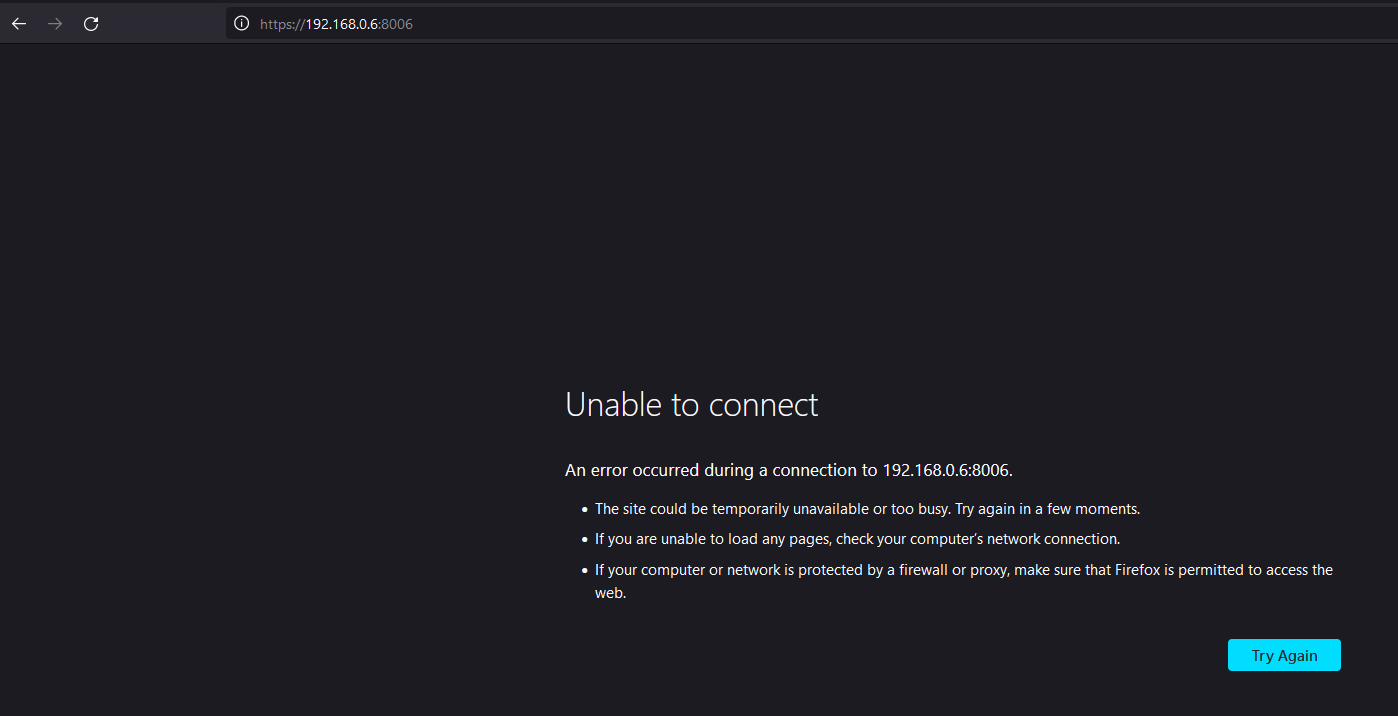 https://192.168.0.6:8006
Unable to connect
An error occurred during a connection to 192.168.0.6:8006.
• The site could be temporarily unavailable or too busy. Try again in a few moments.
• If you are unable to load any pages, check your computer’s network connection.
• If your computer or network is protected by a firewall or proxy, make sure that Firefox is permitted to access the
web.
Try Again